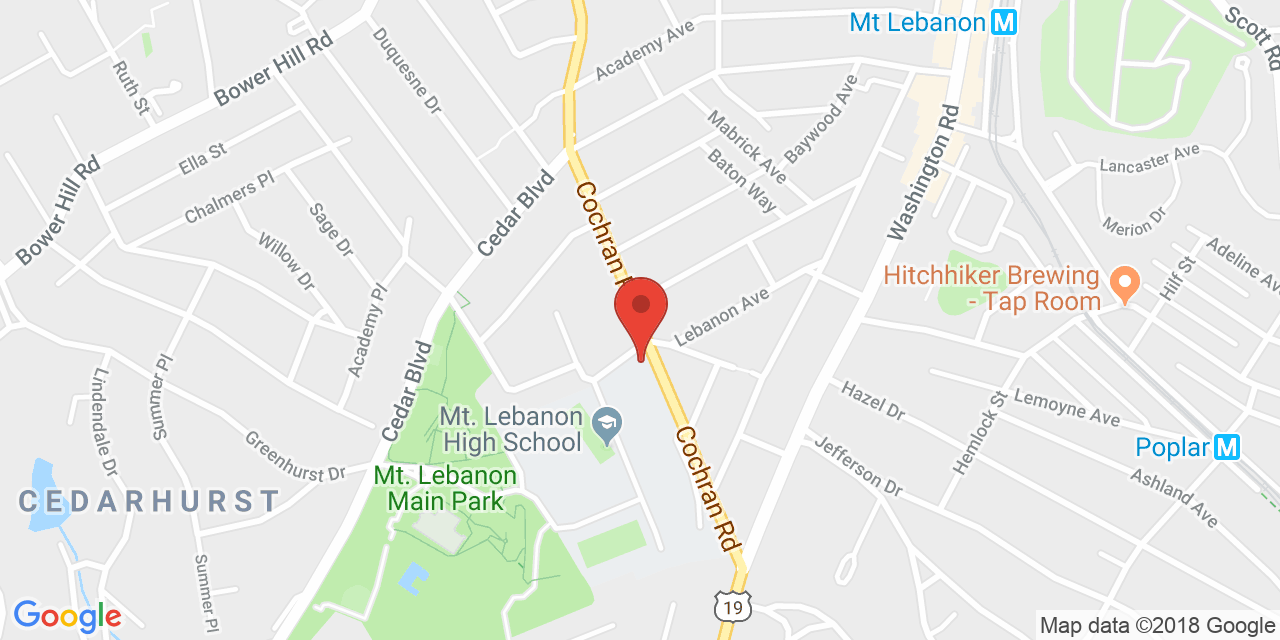 Mt Lebanon
Scott Rd
Academy Ave
Duquesne Dr
Bower Hill Rd
Ruth St
Baywood Ave
Mabrick Ave
Washington Rd
Ella St
Baton Way
Lancaster Ave
Bower Hill Rd
Chalmers Pl
Cedar Blvd
Cochran
Sage Dr
Merion Dr
Willow Dr
Adeline Ave
Hilf St
Hitchhiker Brewing
- Tap Room
Academy Pl
Lebanon Ave
Cedar Blvd
Summer Pl
Lindendale Dr
Hazel Dr
Lemoyne Ave
Mt. Lebanon
High School
Hemlock St
Greenhurst Dr
Cochran Rd
Jefferson Dr
Poplar
Mt. Lebanon
Main Park
Ashland Ave
CEDARHURST
Summer Pl
19
Google
Map data ©2018 Google